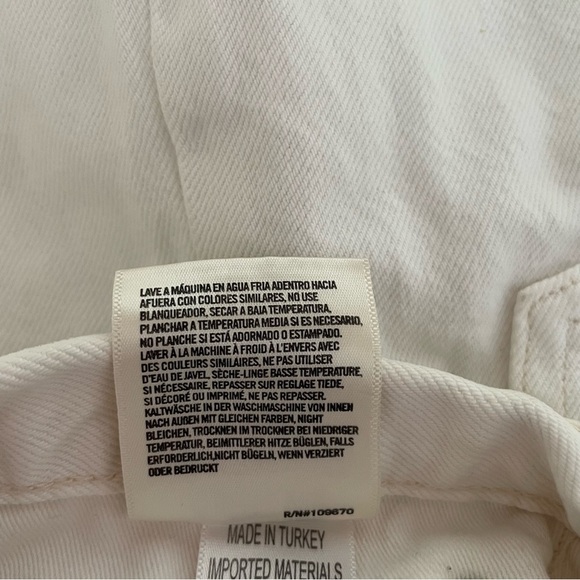 LAVE A MÁQUINA EN AGUA FRIA ADENTRO HACIA
AFUERA CON COLORES SIMILARES, NO USE
BLANQUEADOR, SECAR A BAJA TEMPERATURA,
PLANCHAR A TEMPERATURA MEDIA SI ES NECESARIO,
NO PLANCHE SI ESTÁ ADORNADO O ESTAMPADO.
LAVER À LA MACHINE À FROID À L'ENVERS AVEC
DES COULEURS SIMILAIRES, NE PAS UTILISER
D'EAU DE JAVEL, SÈCHE-LINGE BASSE TEMPERATURE,
SI NÉCESSAIRE, REPASSER SUR REGLAGE TIEDE,
SI DÉCORÉ OU IMPRIMÉ, NE PAS REPASSER.
KALTWÄSCHE IN DER WASCHMASCHINE VON INNEN
NACH AUßEN MIT GLEICHEN FARBEN, NIGHT
BLEICHEN, TROCKNEN IM TROCKNER BEI NIEDRIGER
TEMPERATUR, BEIMITTLERER HITZE BÜGLEN, FALLS
ERFORDERLICH,NICHT BÜGELN, WENN VERZIERT
ODER BEDRUCKT
R/N#109670
MADE IN TURKEY
IMPORTED MATERIALS